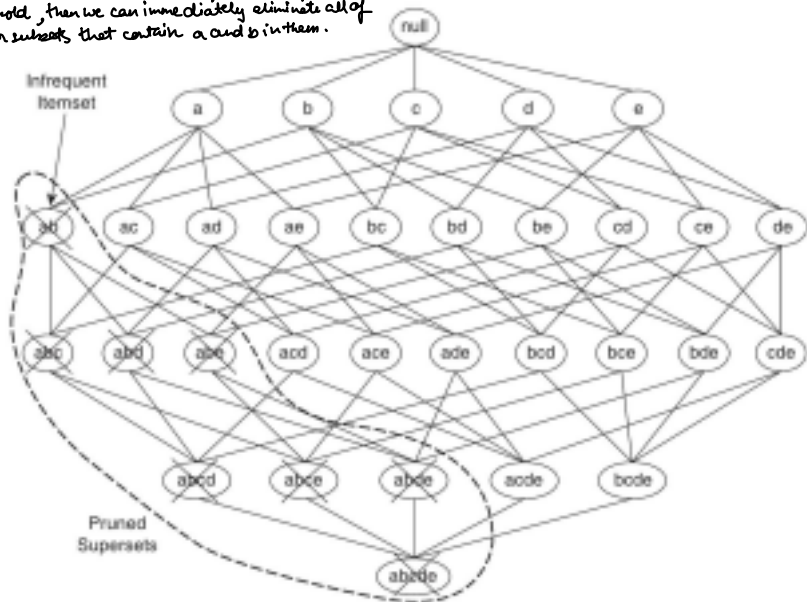 hold, then we can immediately eliminate all of
subsets that contain a and b in them.
null
Infrequent
Itemset
a b c d e
ab ac ad ae bc bd be cd ce de
abc abd abe acd ace ade bcd bce bde cde
abcd abce abde acde bcde
Pruned
Supersets
abcde